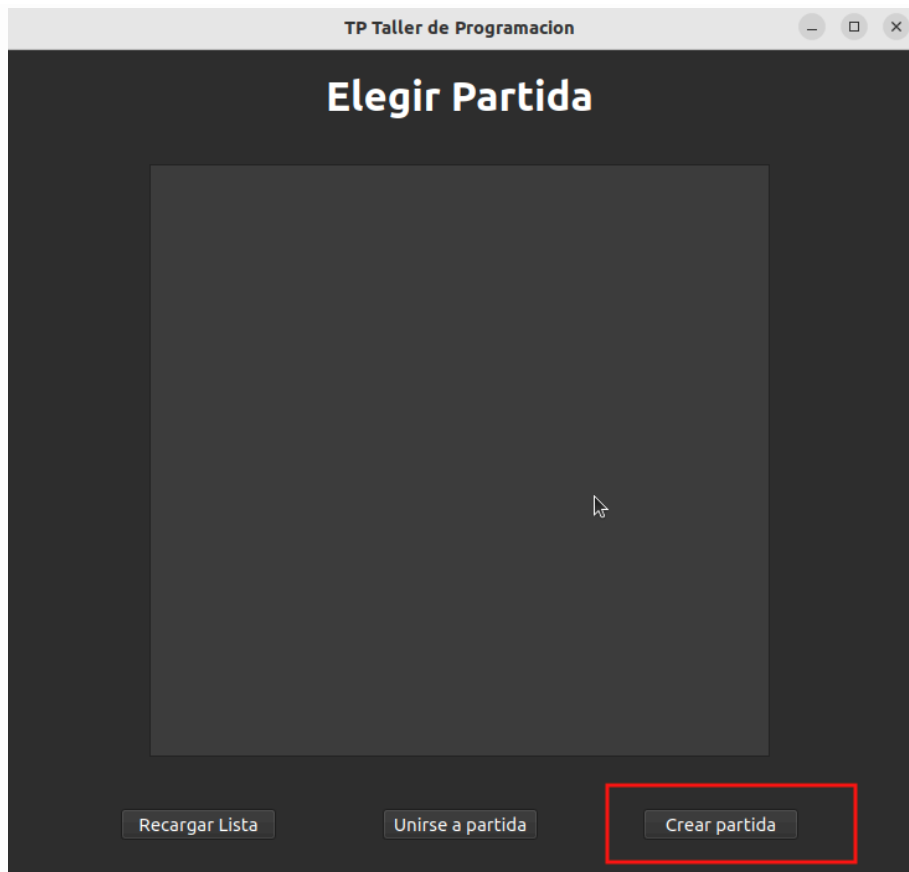 TP Taller de Programacion
Elegir Partida
Recargar Lista
Unirse a partida
Crear partida